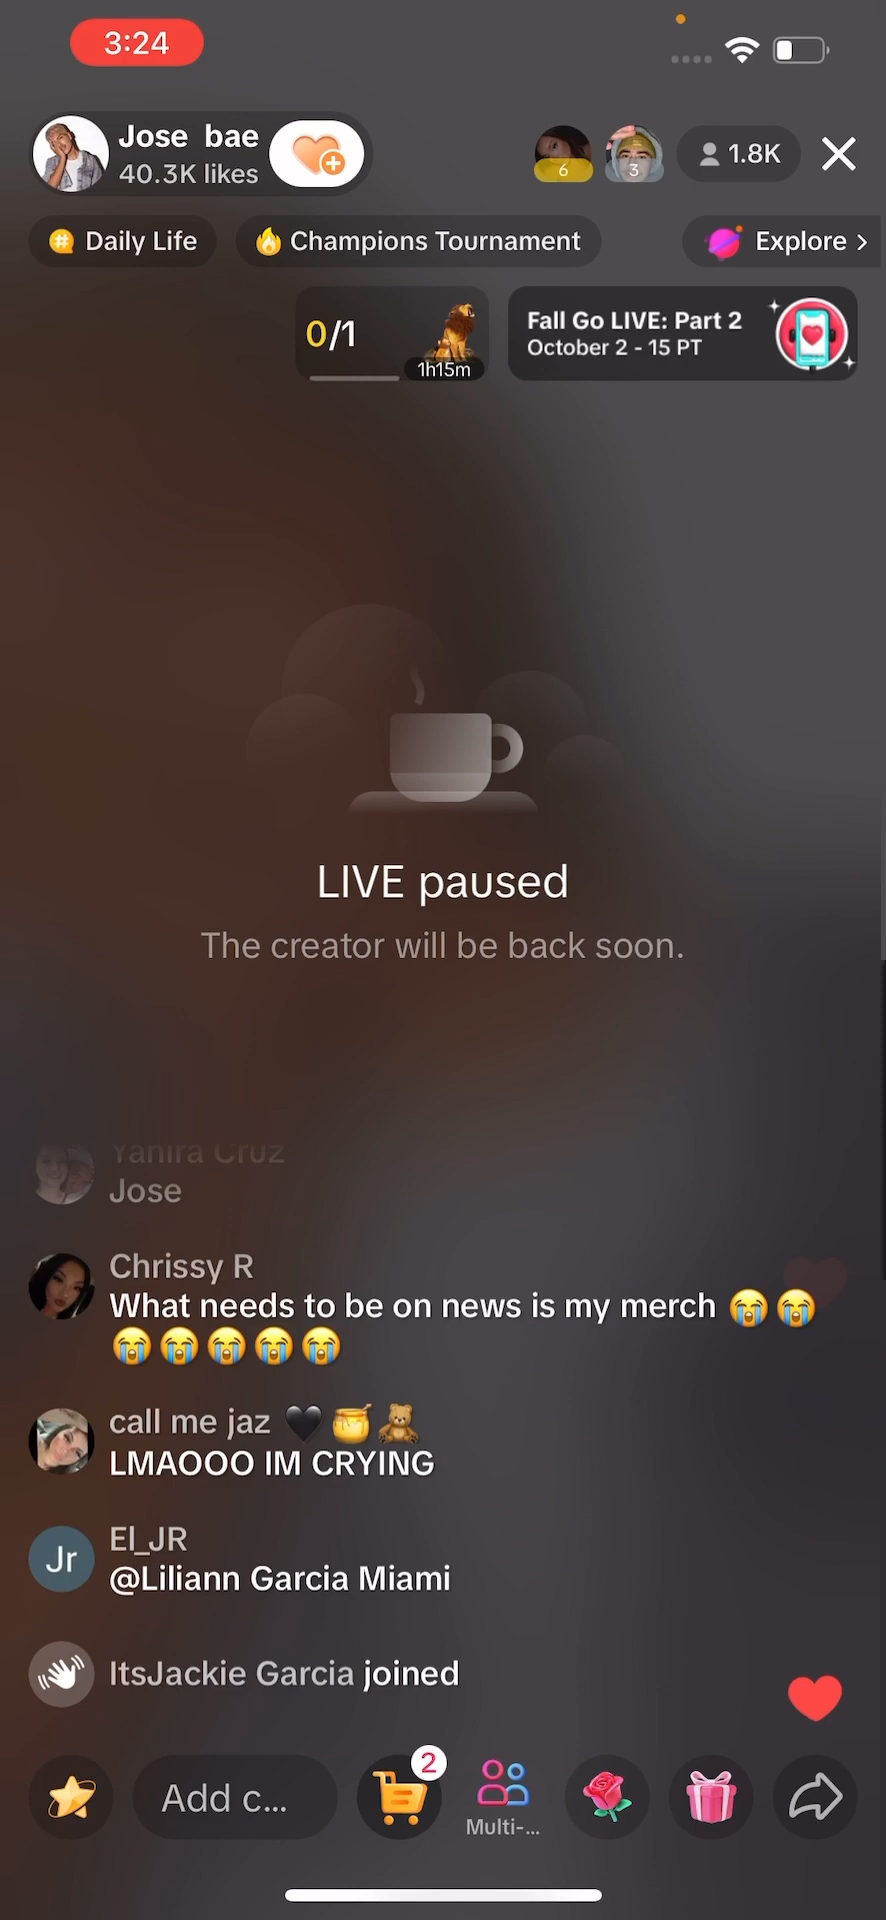 3:24
Jose bae
40.3K likes
6
3
1.8K
Daily Life
Champions Tournament
Explore >
0/1
1h15m
Fall Go LIVE: Part 2
October 2 - 15 PT
LIVE paused
The creator will be back soon.
Yanira Cruz
Jose
Chrissy R
What needs to be on news is my merch 😭😭
😭😭😭😭😭
call me jaz 🖤🍯🧸
LMAOOO IM CRYING
Jr
El_JR
@Liliann Garcia Miami
ItsJackie Garcia joined
2
Add c...
Multi-...